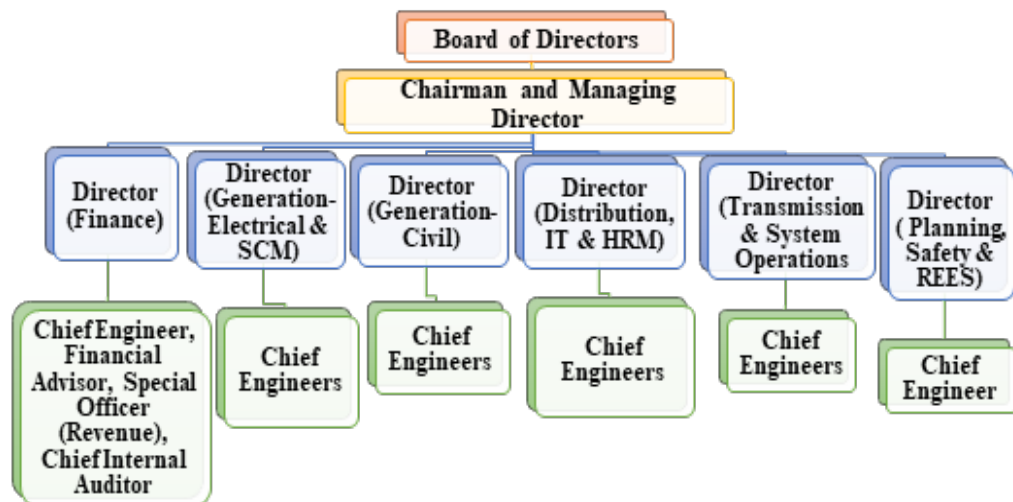 Board of Directors
Chairman and Managing
Director
Director
(Finance)
Director
(Generation-
Electrical &
SCM)
Director
(Generation-
Civil)
Director
(Distribution,
IT & HRM)
Director
(Transmission
& System
Operations
Director
( Planning,
Safety &
REES)
Chief Engineer,
Financial
Advisor, Special
Officer
(Revenue),
Chief Internal
Auditor
Chief
Engineers
Chief
Engineers
Chief
Engineers
Chief
Engineers
Chief
Engineer